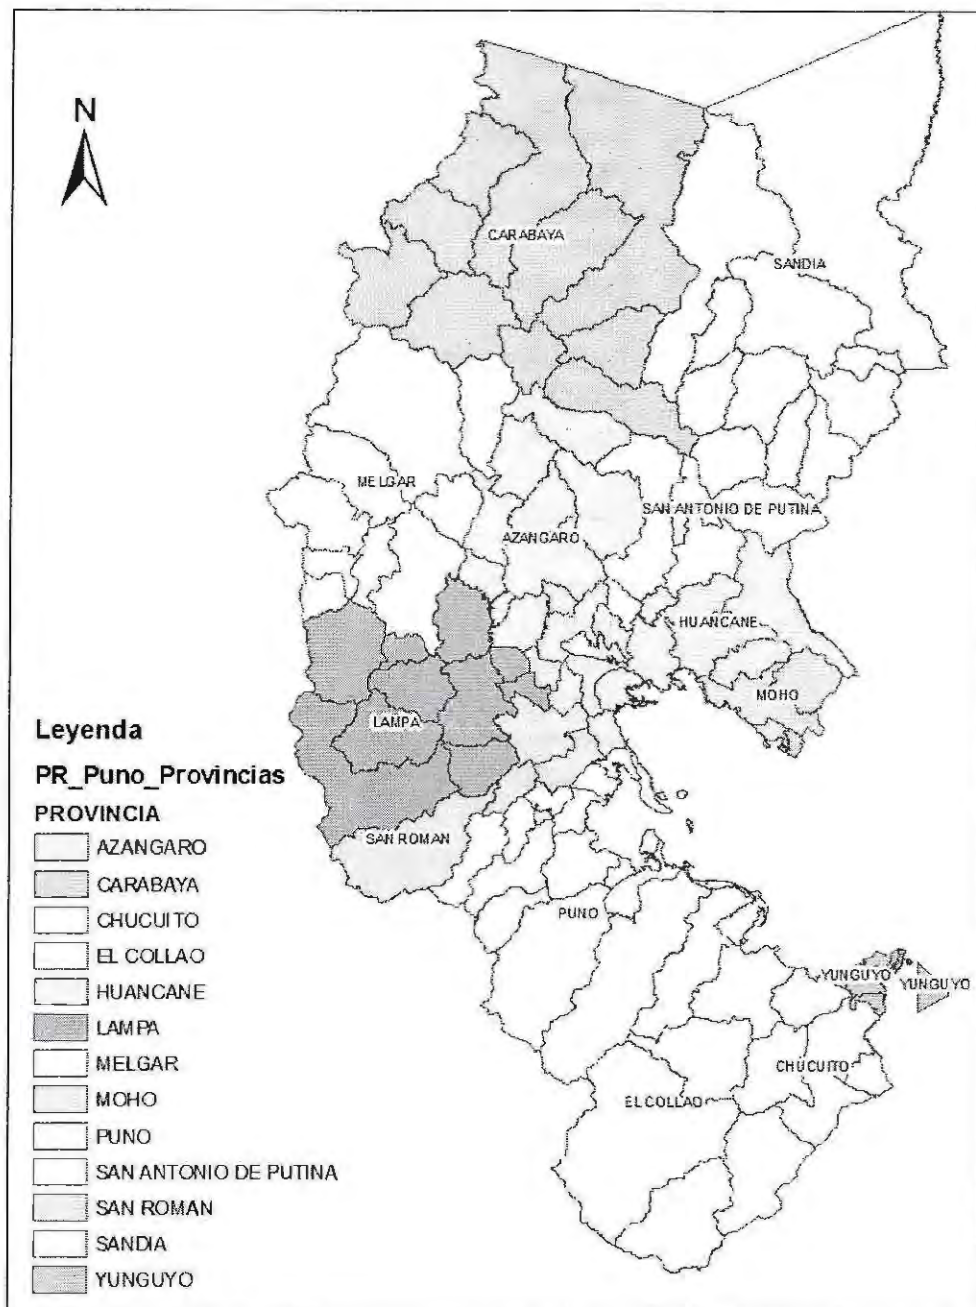 N
CARABAYA
SANDIA
MELGAR
SAN ANTONIO DE PUTINA
AZANGARO
HUANCANE
MOHO
LAMPA
SAN ROMAN
PUNO
YUNGUYO
YUNGUYO
CHUCUITO
EL COLLAO
Leyenda
PR_Puno_Provincias
PROVINCIA
AZANGARO
CARABAYA
CHUCUITO
EL COLLAO
HUANCANE
LAMPA
MELGAR
MOHO
PUNO
SAN ANTONIO DE PUTINA
SAN ROMAN
SANDIA
YUNGUYO